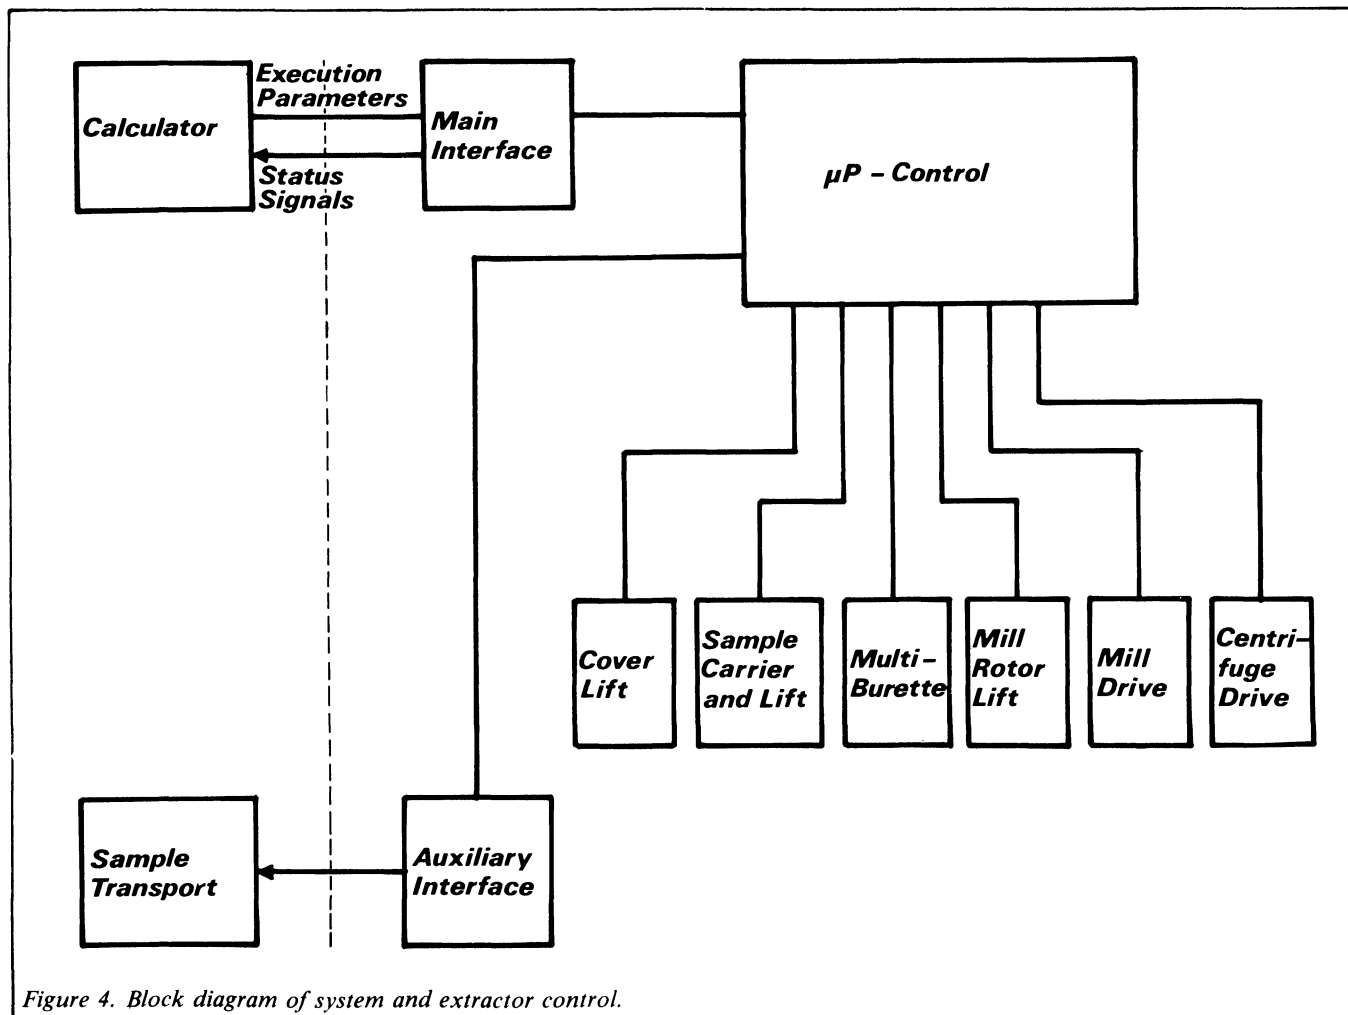 Execution
Parameters
Calculator
Main
Interface
Status
Signals
µP – Control
Cover
Lift
Sample
Carrier
and Lift
Multi –
Burette
Mill
Rotor
Lift
Mill
Drive
Centri–
fuge
Drive
Sample
Transport
Auxiliary
Interface
Figure 4. Block diagram of system and extractor control.